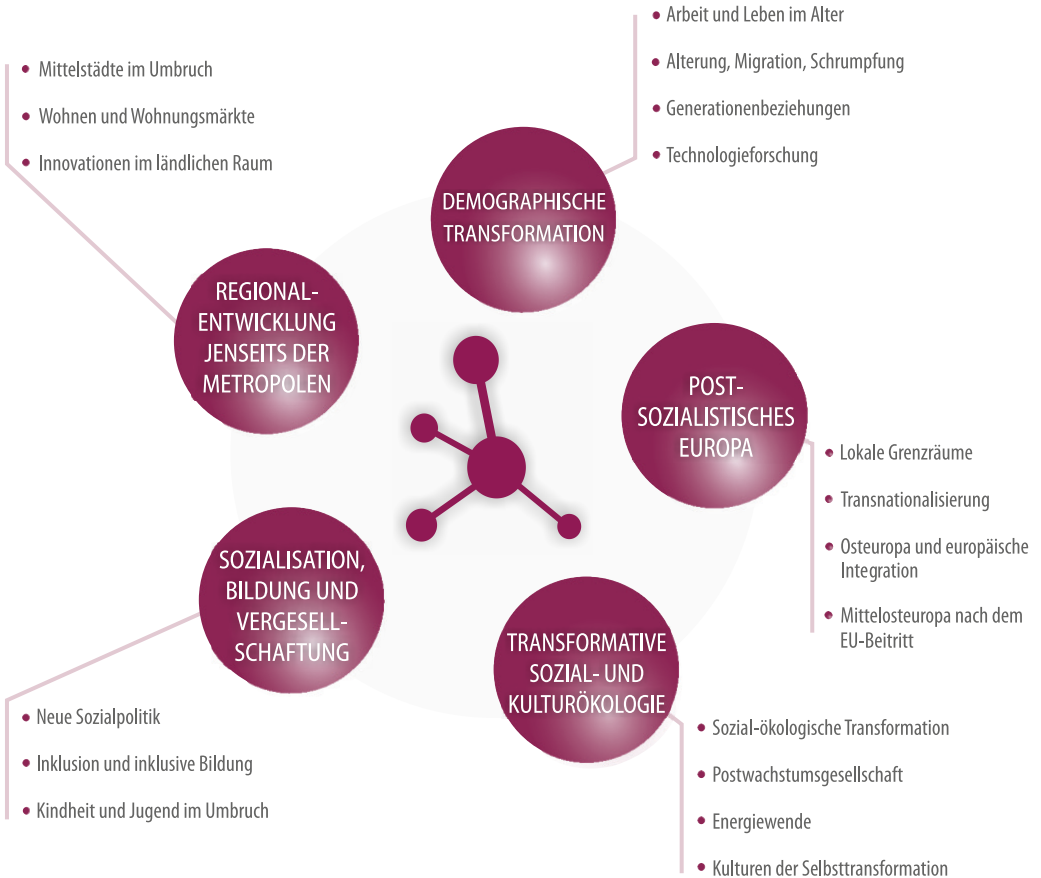 Arbeit und Leben im Alter
Alterung, Migration, Schrumpfung
Generationenbeziehungen
Technologieforschung
DEMOGRAPHISCHE
TRANSFORMATION
Mittelstädte im Umbruch
Wohnen und Wohnungsmärkte
Innovationen im ländlichen Raum
REGIONAL-
ENTWICKLUNG
JENSEITS DER
METROPOLEN
POST-
SOZIALISTISCHES
EUROPA
Lokale Grenzräume
Transnationalisierung
Osteuropa und europäische
Integration
Mittelosteuropa nach dem
EU-Beitritt
SOZIALISATION,
BILDUNG UND
VERGESELL-
SCHAFTUNG
Neue Sozialpolitik
Inklusion und inklusive Bildung
Kindheit und Jugend im Umbruch
TRANSFORMATIVE
SOZIAL- UND
KULTURÖKOLOGIE
Sozial-ökologische Transformation
Postwachstumsgesellschaft
Energiewende
Kulturen der Selbsttransformation